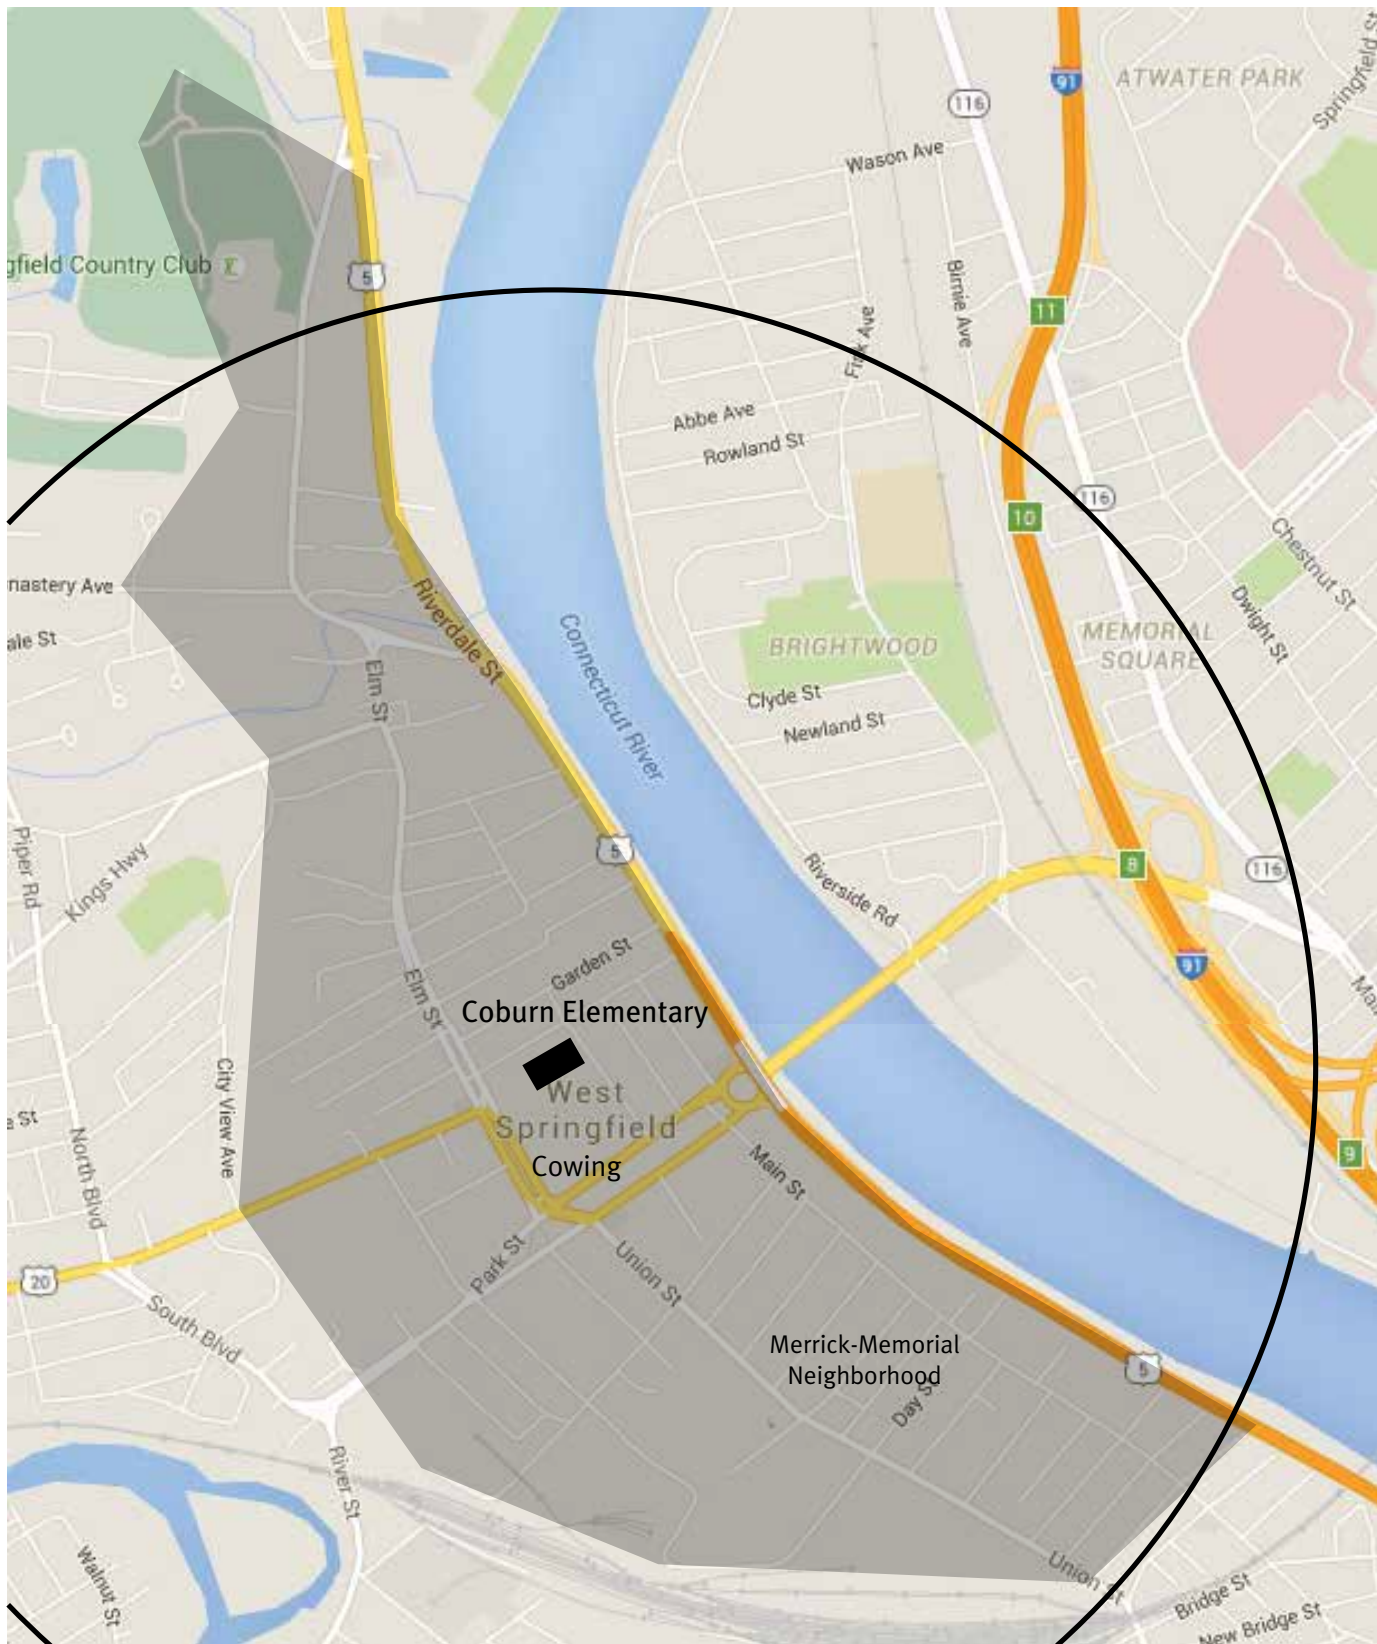 91
ATWATER PARK
Springfield St
116
Wason Ave
gfield Country Club
5
Birnie Ave
11
Fisk Ave
Abbe Ave
Rowland St
116
10
Chestnut St
nastery Ave
Dwight St
Riverdale St
ale St
Connecticut River
BRIGHTWOOD
MEMORIAL
SQUARE
Elm St
Clyde St
Newland St
Piper Rd
Kings Hwy
5
Riverside Rd
8
116
Garden St
91
Elm St
Mai
Coburn Elementary
City View Ave
West
Springfield
e St
North Blvd
Cowing
Main St
9
Park St
Union St
20
South Blvd
Merrick-Memorial
Neighborhood
5
Day St
River St
Walnut St
Union St
Bridge St
New Bridge St